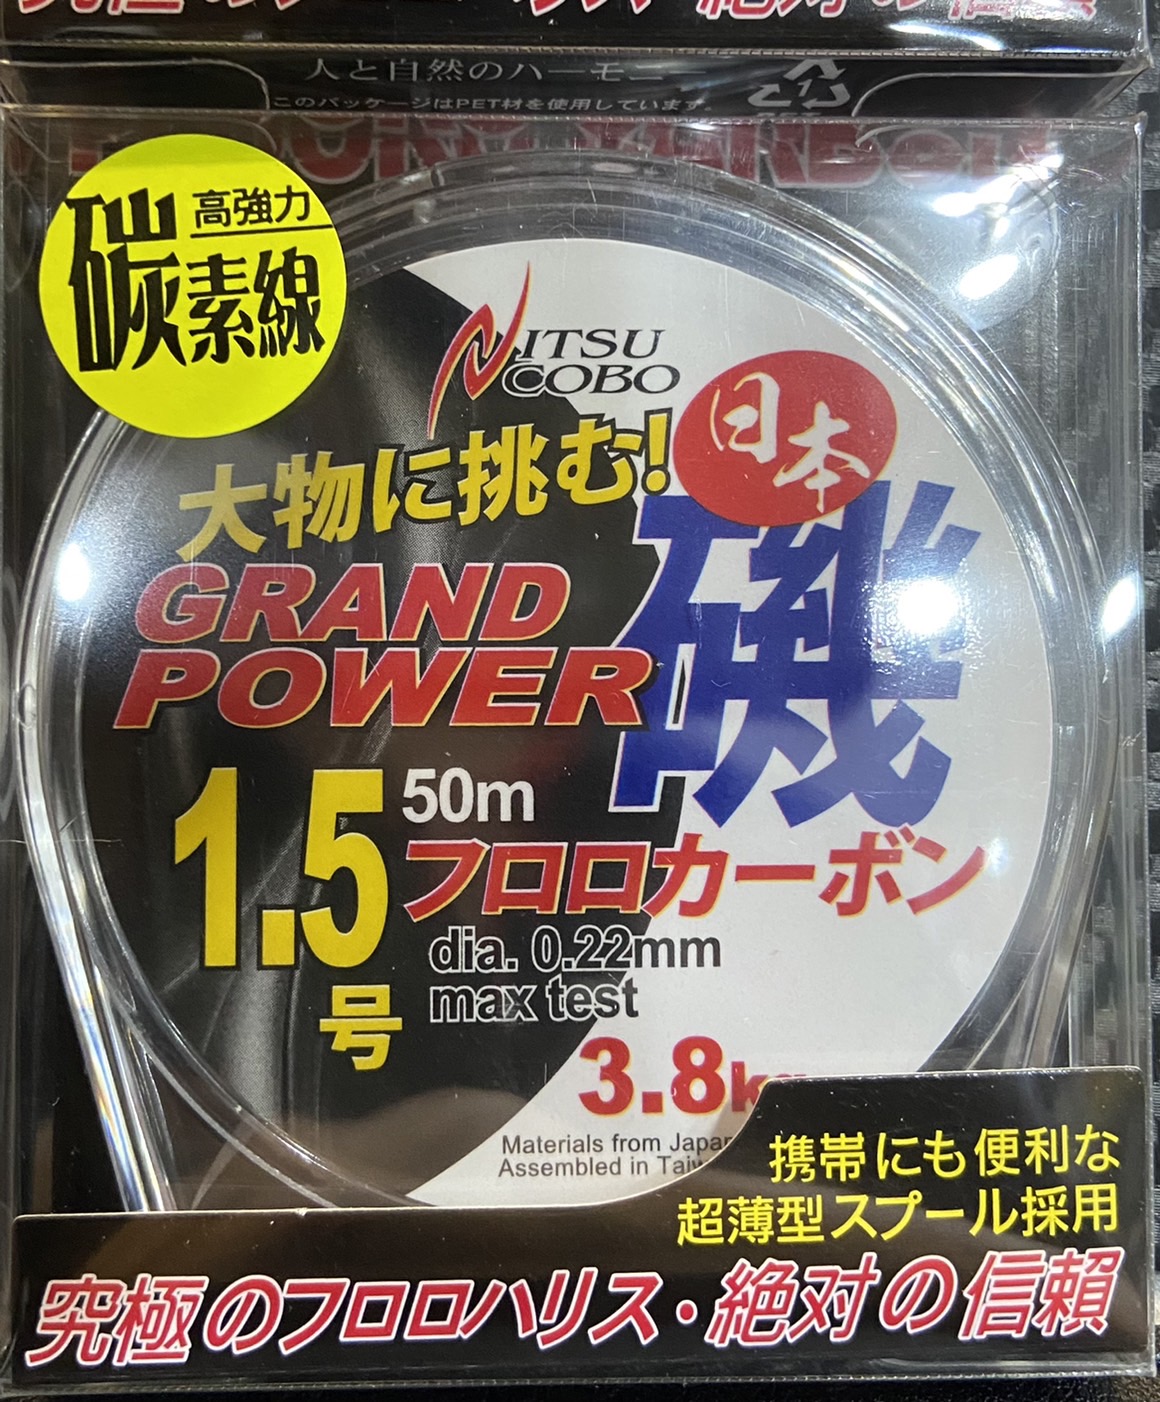 人と自然のハーモニー
このパッケージはPET材を使用しています。
高強力
碳素線
NITSU
COBO
日本
大物に挑む!
磯
GRAND
POWER
1.5
号
50m
フロロカーボン
dia. 0.22mm
max test
3.8kg
Materials from Japan
Assembled in
携帯にも便利な
超薄型スプール採用
究極のフロロハリス・絶対の信頼